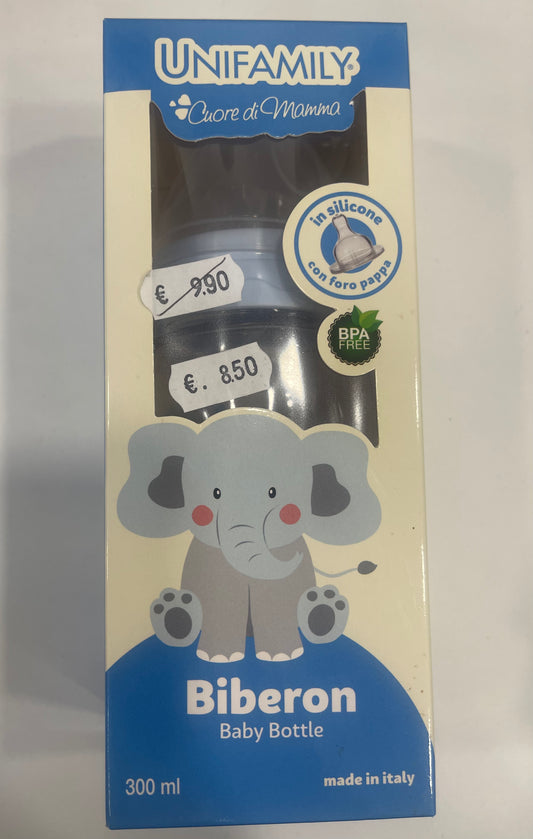 UNIFAMILY®
Cuore di Mamma
in silicone
con foro pappa
€ 9.90
BPA
FREE
€. 8.50
Biberon
Baby Bottle
300 ml
made in italy